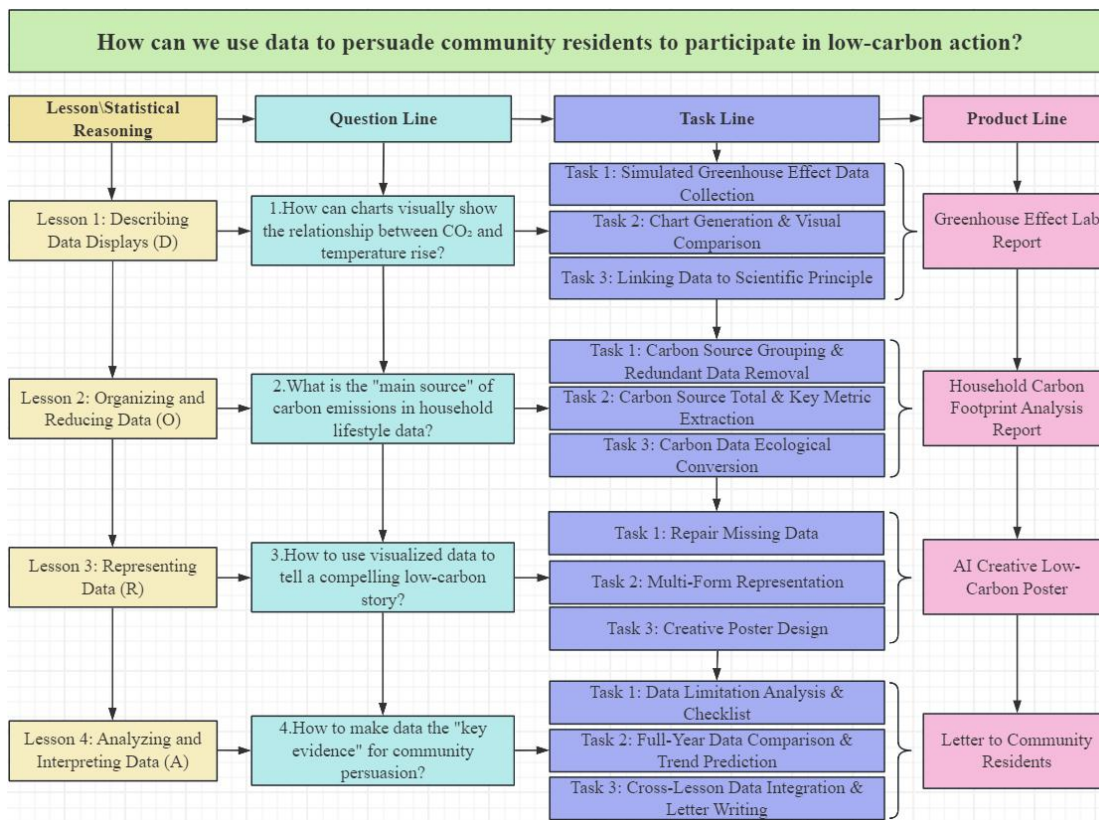 How can we use data to persuade community residents to participate in low-carbon action?
Lesson\Statistical
Reasoning
Question Line
Task Line
Product Line
Lesson 1: Describing
Data Displays (D)
1.How can charts visually show
the relationship between CO₂ and
temperature rise?
Task 1: Simulated Greenhouse Effect Data
Collection
Task 2: Chart Generation & Visual
Comparison
Task 3: Linking Data to Scientific Principle
Greenhouse Effect Lab
Report
Lesson 2: Organizing and
Reducing Data (O)
2.What is the "main source" of
carbon emissions in household
lifestyle data?
Task 1: Carbon Source Grouping &
Redundant Data Removal
Task 2: Carbon Source Total & Key Metric
Extraction
Task 3: Carbon Data Ecological
Conversion
Household Carbon
Footprint Analysis
Report
Lesson 3: Representing
Data (R)
3.How to use visualized data to
tell a compelling low-carbon
story?
Task 1: Repair Missing Data
Task 2: Multi-Form Representation
Task 3: Creative Poster Design
AI Creative Low-
Carbon Poster
Lesson 4: Analyzing and
Interpreting Data (A)
4.How to make data the "key
evidence" for community
persuasion?
Task 1: Data Limitation Analysis &
Checklist
Task 2: Full-Year Data Comparison &
Trend Prediction
Task 3: Cross-Lesson Data Integration &
Letter Writing
Letter to Community
Residents